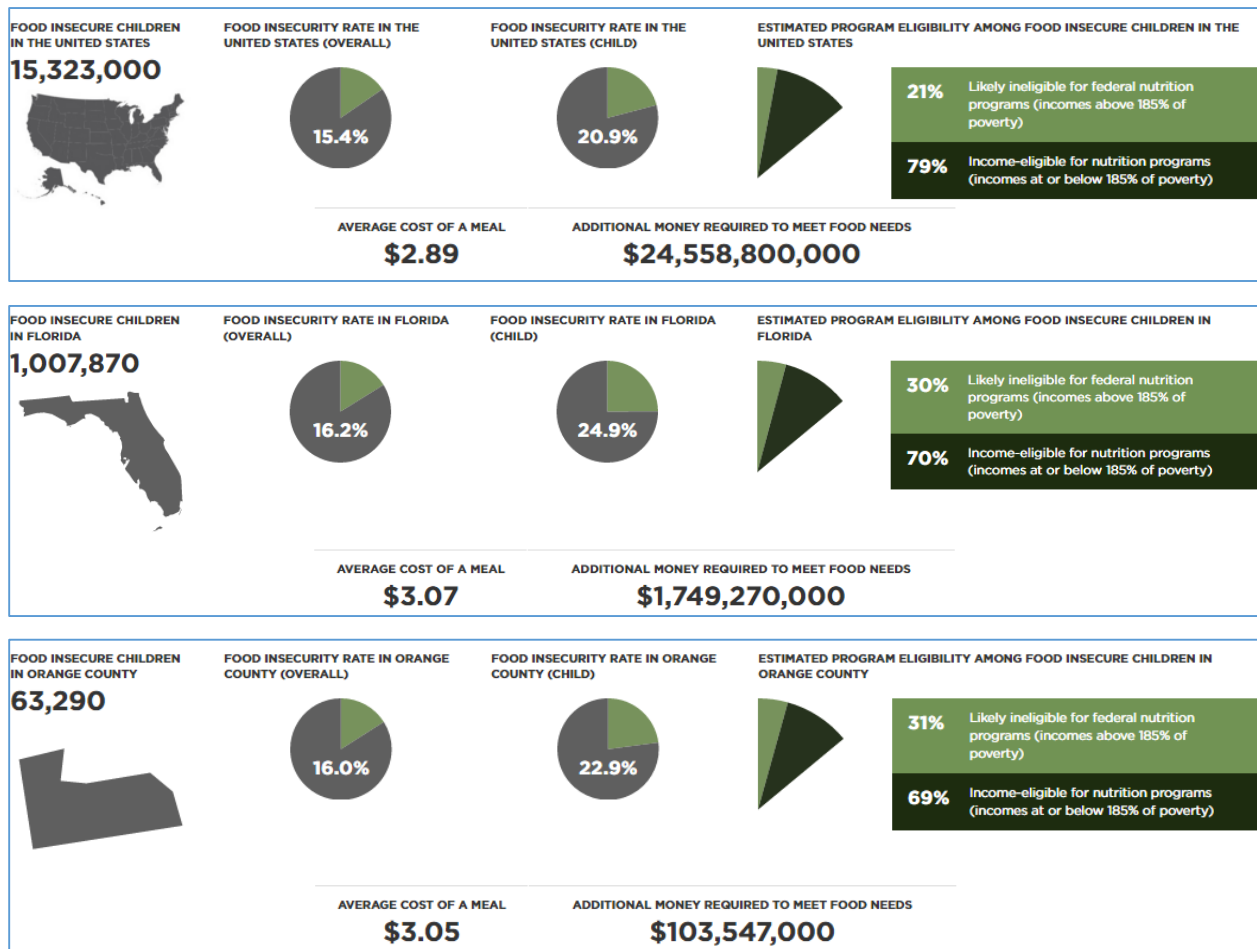 FOOD INSECURE CHILDREN
IN THE UNITED STATES
15,323,000
FOOD INSECURITY RATE IN THE
UNITED STATES (OVERALL)
15.4%
FOOD INSECURITY RATE IN THE
UNITED STATES (CHILD)
20.9%
ESTIMATED PROGRAM ELIGIBILITY AMONG FOOD INSECURE CHILDREN IN THE
UNITED STATES
21%
Likely ineligible for federal nutrition
programs (incomes above 185% of
poverty)
79%
Income-eligible for nutrition programs
(incomes at or below 185% of poverty)
AVERAGE COST OF A MEAL
$2.89
ADDITIONAL MONEY REQUIRED TO MEET FOOD NEEDS
$24,558,800,000
FOOD INSECURE CHILDREN
IN FLORIDA
1,007,870
FOOD INSECURITY RATE IN FLORIDA
(OVERALL)
16.2%
FOOD INSECURITY RATE IN FLORIDA
(CHILD)
24.9%
ESTIMATED PROGRAM ELIGIBILITY AMONG FOOD INSECURE CHILDREN IN
FLORIDA
30%
Likely ineligible for federal nutrition
programs (incomes above 185% of
poverty)
70%
Income-eligible for nutrition programs
(incomes at or below 185% of poverty)
AVERAGE COST OF A MEAL
$3.07
ADDITIONAL MONEY REQUIRED TO MEET FOOD NEEDS
$1,749,270,000
FOOD INSECURE CHILDREN
IN ORANGE COUNTY
63,290
FOOD INSECURITY RATE IN ORANGE
COUNTY (OVERALL)
16.0%
FOOD INSECURITY RATE IN ORANGE
COUNTY (CHILD)
22.9%
ESTIMATED PROGRAM ELIGIBILITY AMONG FOOD INSECURE CHILDREN IN
ORANGE COUNTY
31%
Likely ineligible for federal nutrition
programs (incomes above 185% of
poverty)
69%
Income-eligible for nutrition programs
(incomes at or below 185% of poverty)
AVERAGE COST OF A MEAL
$3.05
ADDITIONAL MONEY REQUIRED TO MEET FOOD NEEDS
$103,547,000